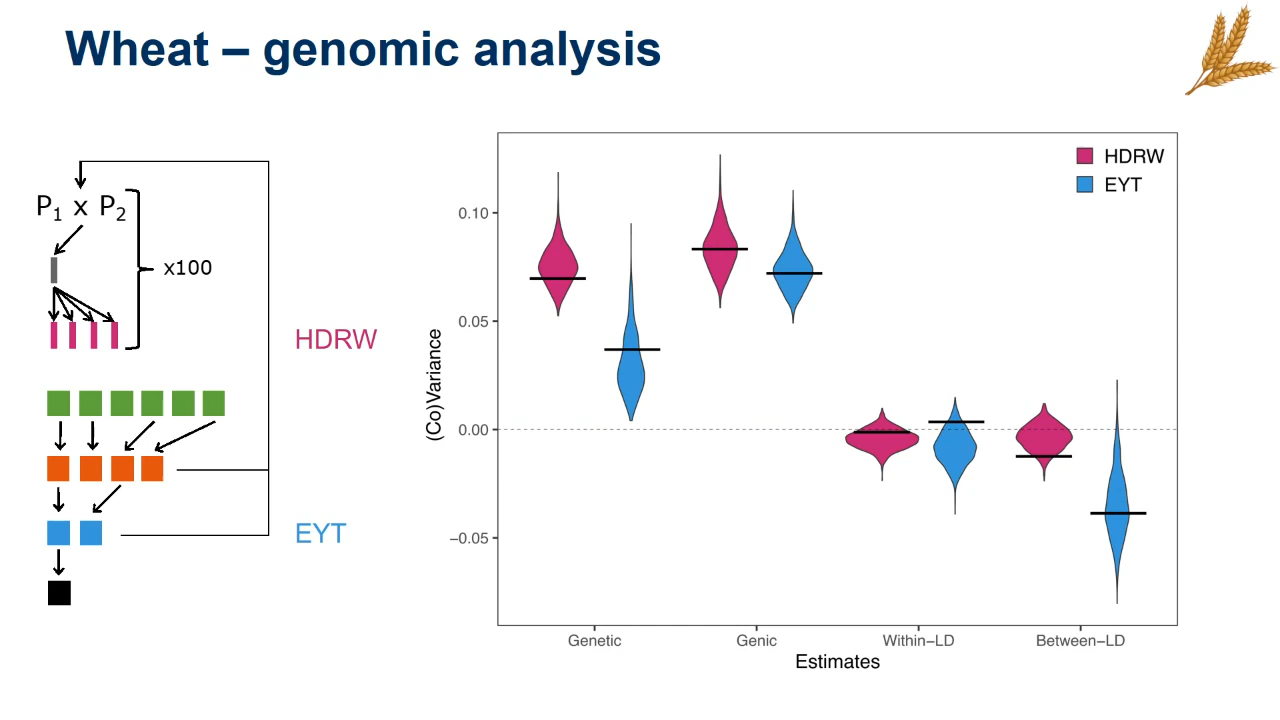 Wheat – genomic analysis
P1 x P2
x100
HDRW
EYT
HDRW
EYT
(Co)Variance
0.10
0.05
0.00
−0.05
Genetic
Genic
Within−LD
Between−LD
Estimates